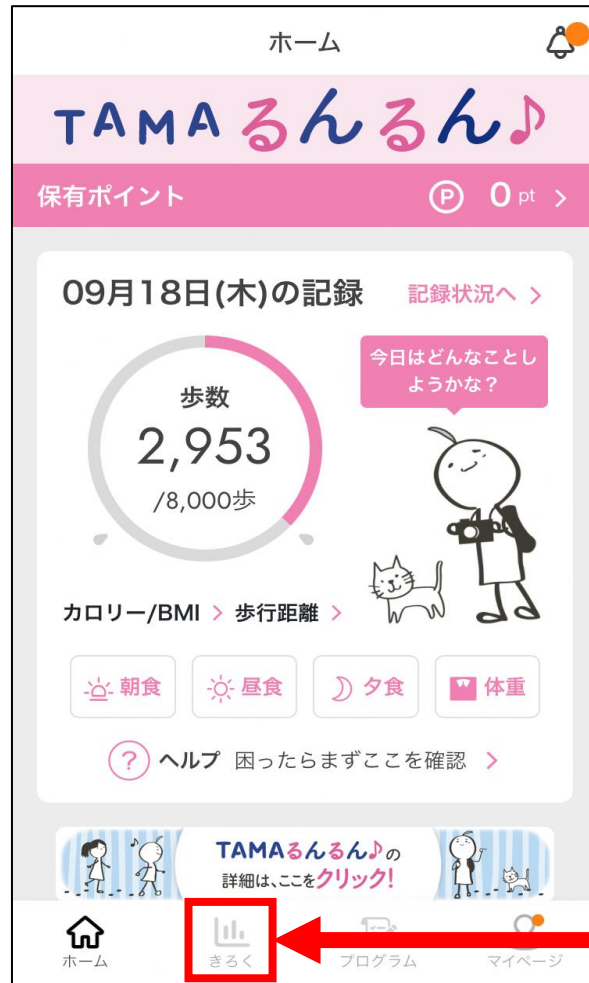 ホーム
TAMAるんるん♪
保有ポイント P 0 pt >
09月18日(木)の記録 記録状況へ >
今日はどんなことし
ようかな？
歩数
2,953
/8,000歩
カロリー/BMI > 歩行距離 >
朝食 昼食 夕食 体重
? ヘルプ 困ったらまずここを確認 >
TAMAるんるん♪の
詳細は、ここをクリック!
ホーム きろく プログラム マイページ